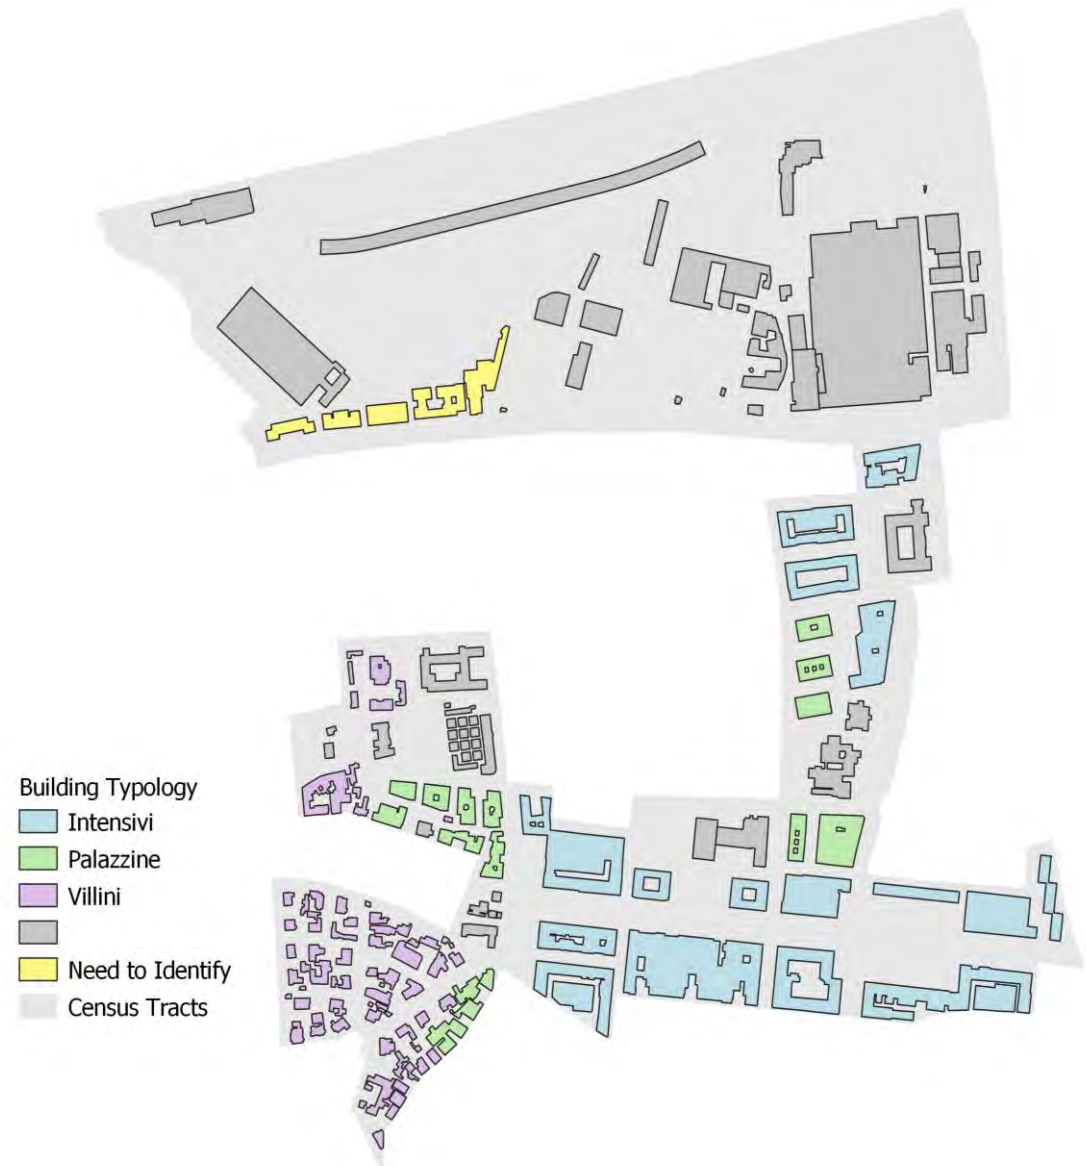 Building Typology
Intensivi
Palazzine
Villini
Need to Identify
Census Tracts